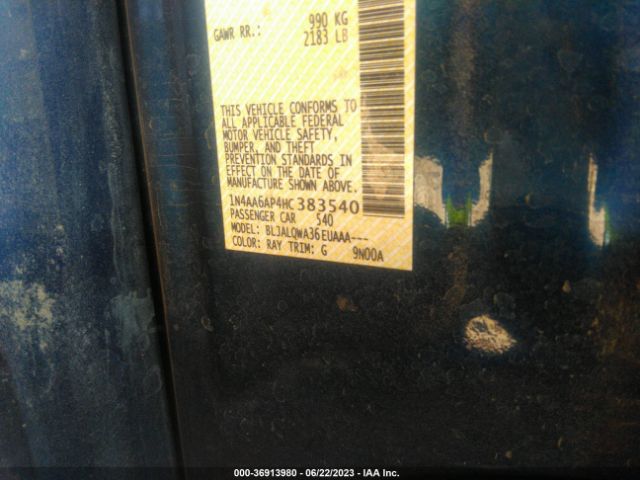 GAWR RR.: 990 KG
2183 LB
THIS VEHICLE CONFORMS TO
ALL APPLICABLE FEDERAL
MOTOR VEHICLE SAFETY,
BUMPER, AND THEFT
PREVENTION STANDARDS IN
EFFECT ON THE DATE OF
MANUFACTURE SHOWN ABOVE.
1N4AA6AP4HC383540
PASSENGER CAR 540
MODEL: BLJALQWA36EUAAA---
COLOR: RAY TRIM: G 9N00A
000-36913980 - 06/22/2023 - IAA Inc.